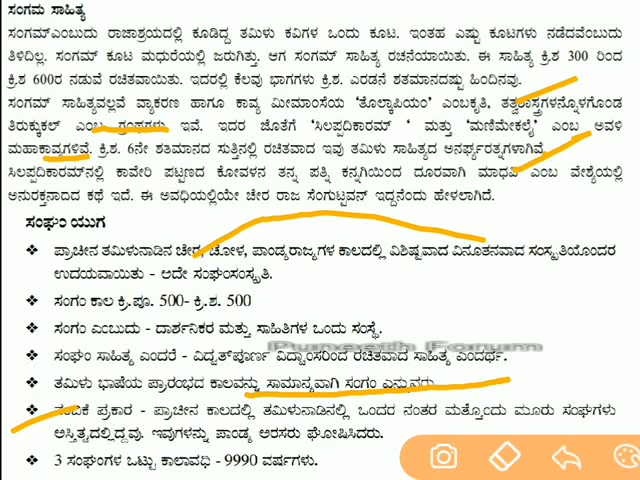 ಸಂಗಮ ಸಾಹಿತ್ಯ
ಸಂಗಮ್‌ಎಂಬುದು ರಾಜಾಶ್ರಯದಲ್ಲಿ ಕೂಡಿದ್ದ ತಮಿಳು ಕವಿಗಳ ಒಂದು ಕೂಟ. ಇಂತಹ ಎಷ್ಟು ಕೂಟಗಳು ನಡೆದವೆಂಬುದು
ತಿಳಿದಿಲ್ಲ. ಸಂಗಮ್ ಕೂಟ ಮಧುರೆಯಲ್ಲಿ ಜರುಗಿತ್ತು. ಆಗ ಸಂಗಮ್ ಸಾಹಿತ್ಯ ರಚನೆಯಾಯಿತು. ಈ ಸಾಹಿತ್ಯ ಕ್ರಿಶ 300 ರಿಂದ
ಕ್ರಿಶ 600ರ ನಡುವೆ ರಚಿತವಾಯಿತು. ಇದರಲ್ಲಿ ಕೆಲವು ಭಾಗಗಳು ಕ್ರಿಶ. ಎರಡನೆ ಶತಮಾನದಷ್ಟು ಹಿಂದಿನವು.
ಸಂಗಮ್ ಸಾಹಿತ್ಯವಲ್ಲವೆ ವ್ಯಾಕರಣ ಹಾಗೂ ಕಾವ್ಯ ಮೀಮಾಂಸೆಯ 'ತೊಲ್ಕಾಪಿಯಂ' ಎಂಬಕೃತಿ, ತತ್ವಶಾಸ್ತ್ರಗಳನ್ನೊಳಗೊಂಡ
ತಿರುಕ್ಕುಕಲ್ ಎಂಬ ಗ್ರಂಥಗಳು ಇವೆ. ಇದರ ಜೊತೆಗೆ 'ಸಿಲಪ್ಪದಿಕಾರಮ್ ' ಮತ್ತು 'ಮಣಿಮೇಕಲೈ' ಎಂಬ ಅವಳಿ
ಮಹಾಕಾವ್ಯಗಳಿವೆ. ಕ್ರಿ.ಶ. 6ನೇ ಶತಮಾನದ ಸುತ್ತಿನಲ್ಲಿ ರಚಿತವಾದ ಇವು ತಮಿಳು ಸಾಹಿತ್ಯದ ಅನರ್ಘ್ಯರತ್ನಗಳಾಗಿವೆ.
ಸಿಲಪ್ಪದಿಕಾರಮ್‌ನಲ್ಲಿ ಕಾವೇರಿ ಪಟ್ಟಣದ ಕೋವಳನ ತನ್ನ ಪತ್ನಿ ಕನ್ನಗಿಯಿಂದ ದೂರವಾಗಿ ಮಾಧವಿ ಎಂಬ ವೇಶ್ಯೆಯಲ್ಲಿ
ಅನುರಕ್ತನಾದಾದ ಕಥೆ ಇದೆ. ಈ ಅವಧಿಯಲ್ಲಿಯೇ ಚೇರ ರಾಜ ಸೆಂಗುಟ್ಟವನ್ ಇದ್ದನೆಂದು ಹೇಳಲಾಗಿದೆ.
ಸಂಘಂ ಯುಗ
❖ ಪ್ರಾಚೀನ ತಮಿಳುನಾಡಿನ ಚೇರ, ಚೋಳ, ಪಾಂಡ್ಯರಾಜ್ಯಗಳ ಕಾಲದಲ್ಲಿ ವಿಶಿಷ್ಟವಾದ ವಿನೂತನವಾದ ಸಂಸ್ಕೃತಿಯೊಂದರ
ಉದಯವಾಯಿತು - ಅದೇ ಸಂಘಂಸಂಸ್ಕೃತಿ.
❖ ಸಂಗಂ ಕಾಲ ಕ್ರಿ.ಪೂ. 500- ಕ್ರಿ.ಶ. 500
❖ ಸಂಗಂ ಎಂಬುದು - ದಾರ್ಶನಿಕರ ಮತ್ತು ಸಾಹಿತಿಗಳ ಒಂದು ಸಂಸ್ಥೆ.
Puneeth Forum
❖ ಸಂಘಂ ಸಾಹಿತ್ಯ ಎಂದರೆ - ವಿದ್ವತ್‌ಪೂರ್ಣ ವಿದ್ವಾಂಸರಿಂದ ರಚಿತವಾದ ಸಾಹಿತ್ಯ ಎಂದರ್ಥ.
❖ ತಮಿಳು ಭಾಷೆಯ ಪ್ರಾರಂಭದ ಕಾಲವನ್ನು ಸಾಮಾನ್ಯವಾಗಿ ಸಂಗಂ ಎನ್ನುವರು
❖ ಪ್ರಕಾರ - ಪ್ರಾಚೀನ ಕಾಲದಲ್ಲಿ ತಮಿಳುನಾಡಿನಲ್ಲಿ ಒಂದರ ನಂತರ ಮತ್ತೊಂದು ಮೂರು ಸಂಘಗಳು
ಅಸ್ತಿತ್ವದಲ್ಲಿದ್ದವು. ಇವುಗಳನ್ನು ಪಾಂಡ್ಯ ಅರಸರು ಘೋಷಿಸಿದರು.
❖ 3 ಸಂಘಂಗಳ ಒಟ್ಟು ಕಾಲಾವಧಿ - 9990 ವರ್ಷಗಳು.